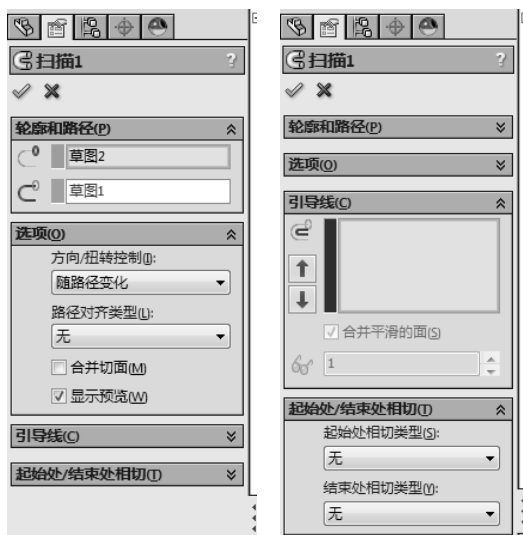 扫描1
?
轮廓和路径(P)
草图2
草图1
选项(O)
方向/扭转控制(I):
随路径变化
路径对齐类型(L):
无
合并切面(M)
显示预览(W)
引导线(C)
起始处/结束处相切(T)
扫描1
?
轮廓和路径(P)
选项(O)
引导线(C)
合并平滑的面(S)
1
起始处/结束处相切(T)
起始处相切类型(S):
无
结束处相切类型(Y):
无